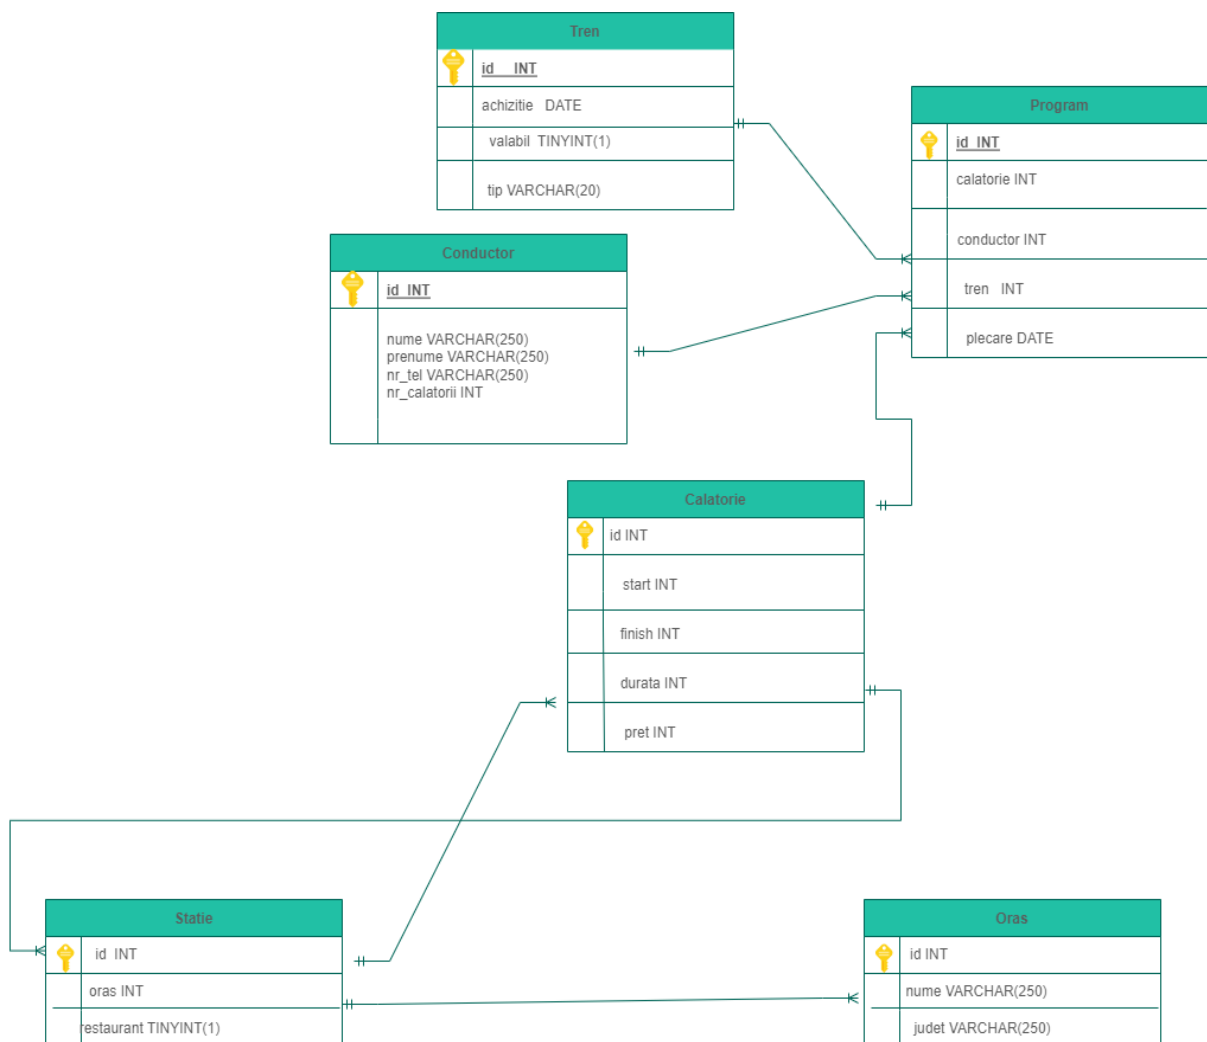 Tren
id INT
achizitie DATE
valabil TINYINT(1)
tip VARCHAR(20)
Program
id INT
calatorie INT
conductor INT
tren INT
plecare DATE
Conductor
id INT
nume VARCHAR(250)
prenume VARCHAR(250)
nr_tel VARCHAR(250)
nr_calatorii INT
Calatorie
id INT
start INT
finish INT
durata INT
pret INT
Statie
id INT
oras INT
restaurant TINYINT(1)
Oras
id INT
nume VARCHAR(250)
judet VARCHAR(250)